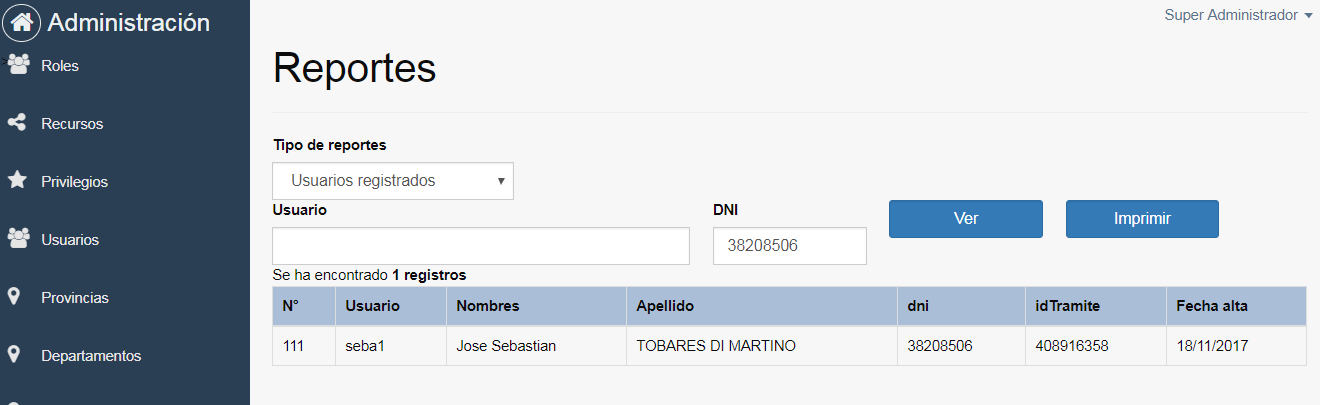 Administración
Super Administrador
Roles
Recursos
Privilegios
Usuarios
Provincias
Departamentos
Reportes
Tipo de reportes
Usuarios registrados
Usuario DNI
38208506 Ver Imprimir
Se ha encontrado 1 registros
N° Usuario Nombres Apellido dni idTramite Fecha alta
111 seba1 Jose Sebastian TOBARES DI MARTINO 38208506 408916358 18/11/2017